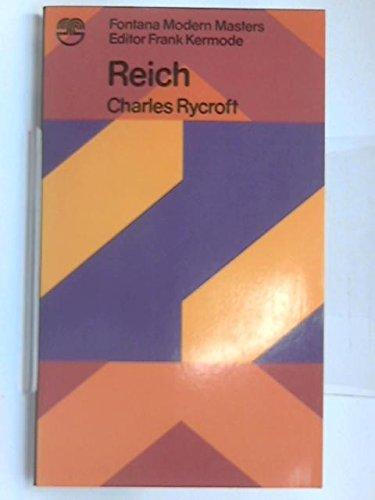 Fontana Modern Masters
Editor Frank Kermode
Reich
Charles Rycroft